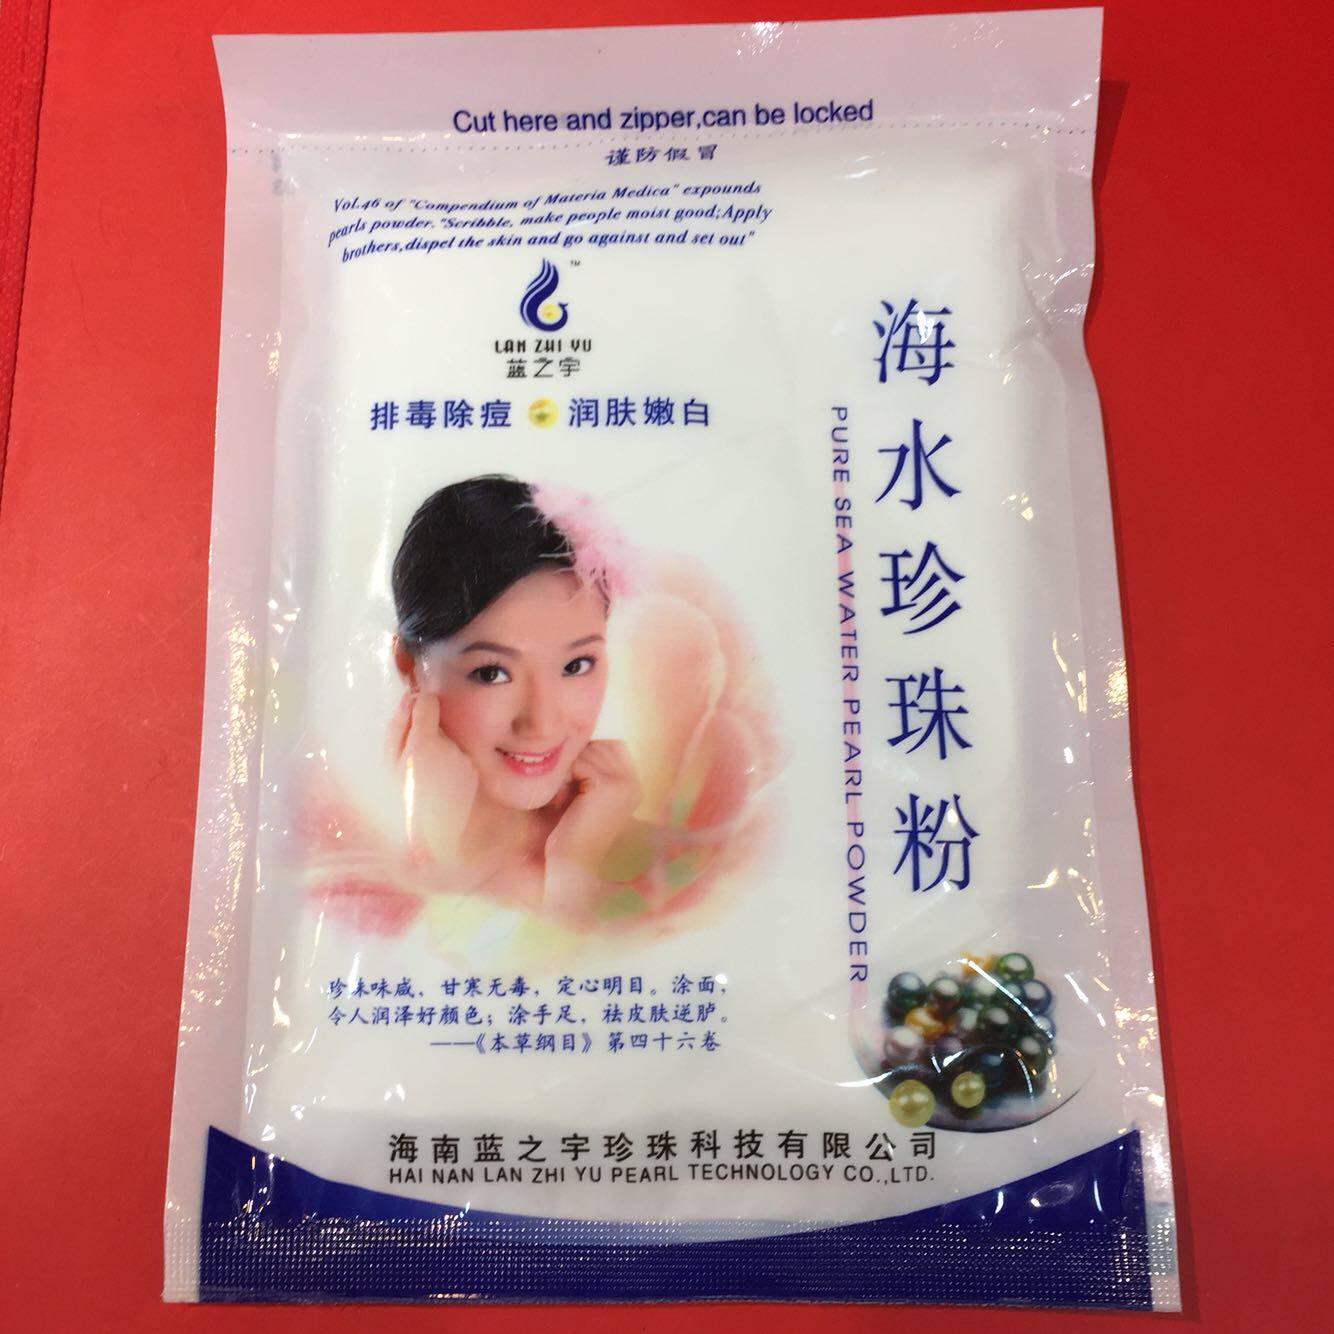 Cut here and zipper,can be locked
谨防假冒
Vol.46 of "Compendium of Materia Medica" expounds
pearls powder. "Scribble, make people moist good;Apply
brothers,dispel the skin and go against and set out"
TM
LAN ZHI YU
蓝之宇
排毒除痘 润肤嫩白
海水珍珠粉
PURE SEA WATER PEARL POWDER
珍珠味咸，甘寒无毒，定心明目。涂面，
令人润泽好颜色；涂手足，祛皮肤逆胪。
——《本草纲目》第四十六卷
海南蓝之宇珍珠科技有限公司
HAI NAN LAN ZHI YU PEARL TECHNOLOGY CO.,LTD.